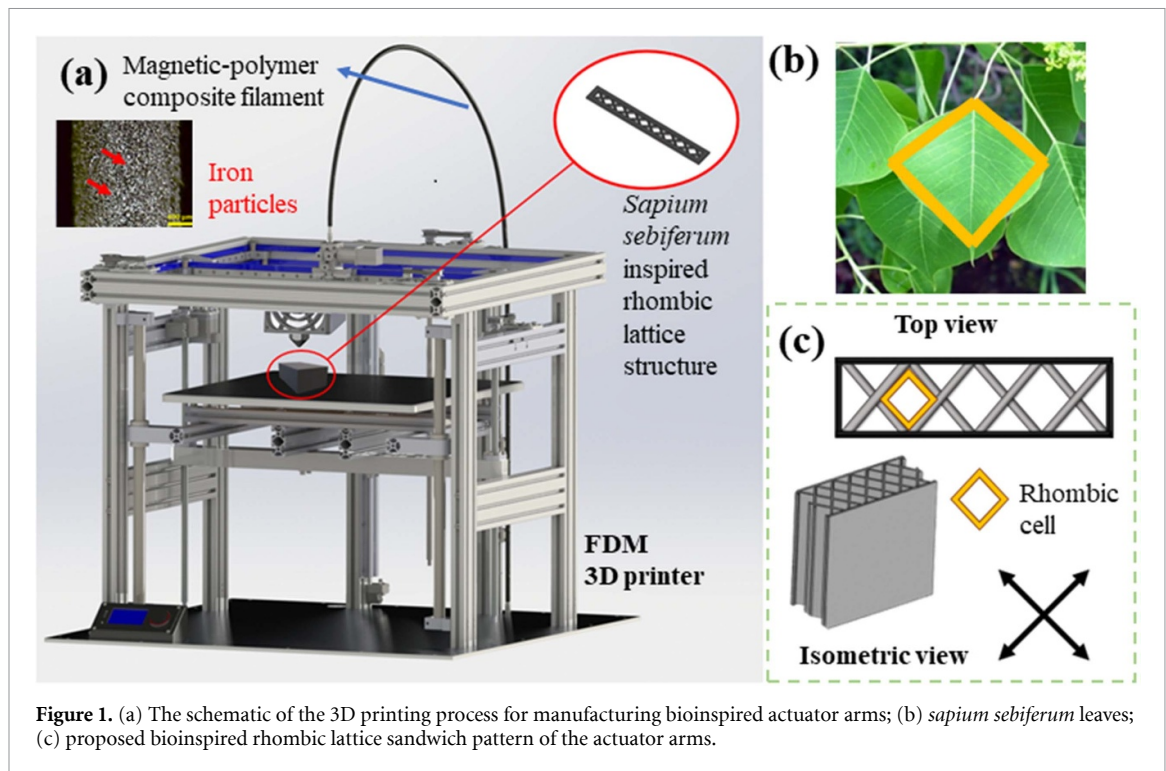 (a)
Magnetic-polymer
composite filament
Iron
particles
Sapium
sebiferum
inspired
rhombic
lattice
structure
FDM
3D printer
(b)
(c)
Top view
Rhombic
cell
Isometric view
Figure 1. (a) The schematic of the 3D printing process for manufacturing bioinspired actuator arms; (b) sapium sebiferum leaves;
(c) proposed bioinspired rhombic lattice sandwich pattern of the actuator arms.